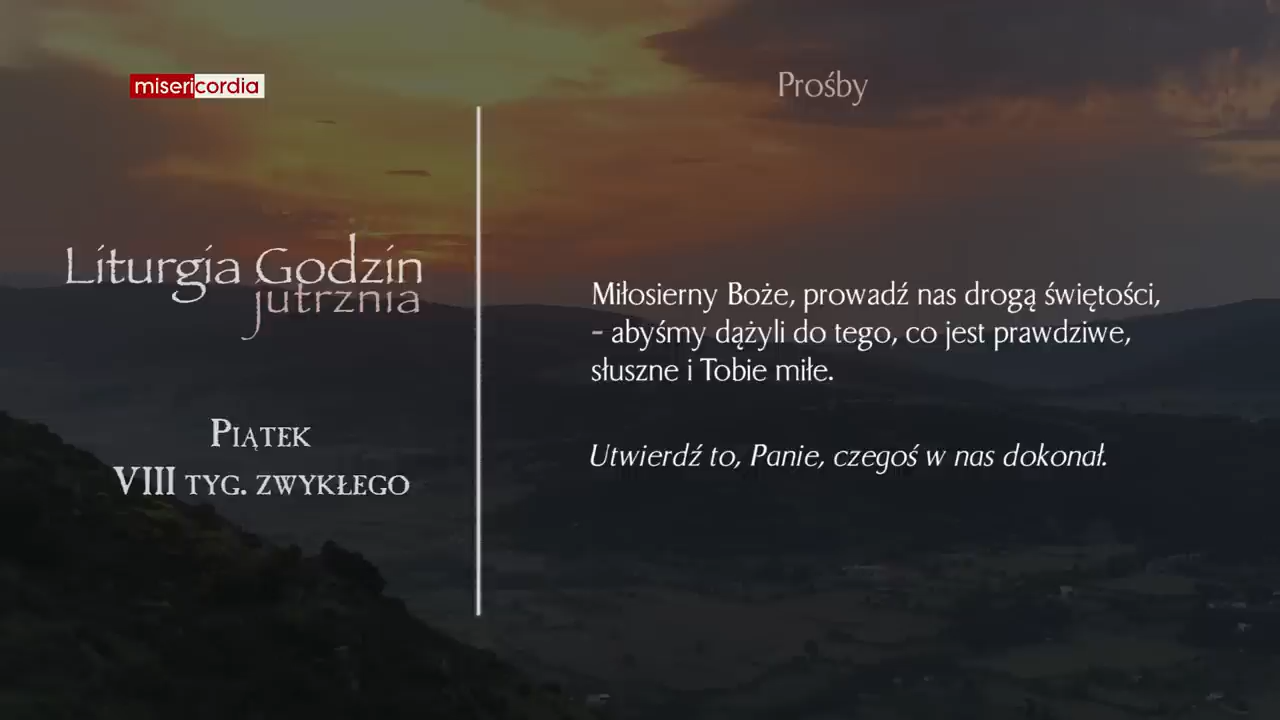 misericordia
Prośby
Liturgia Godzin
jutrznia
Piątek
VIII tyg. zwykłego
Miłosierny Boże, prowadź nas drogą świętości,
- abyśmy dążyli do tego, co jest prawdziwe,
słuszne i Tobie miłe.
Utwierdź to, Panie, czegoś w nas dokonał.